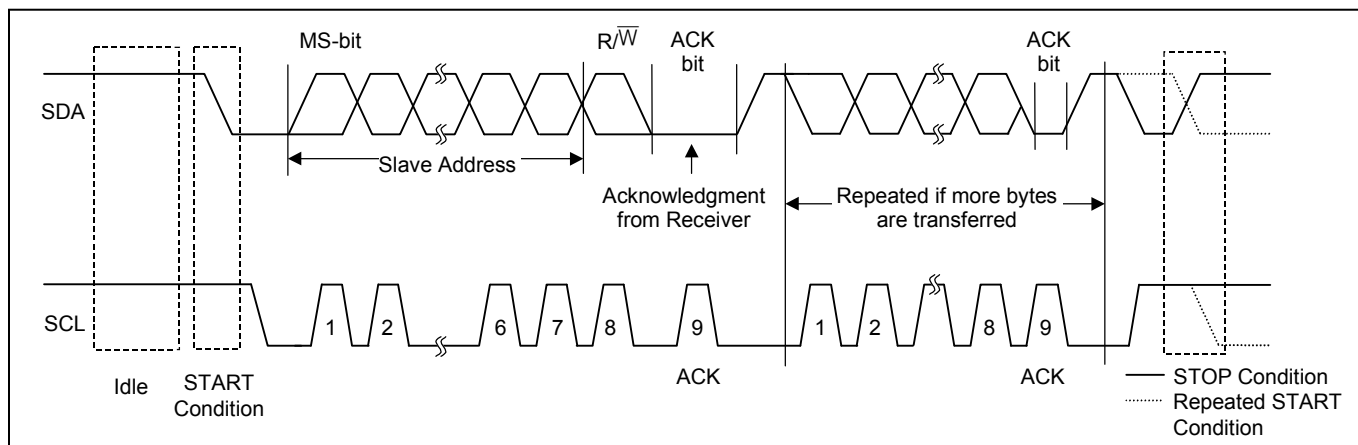 MS-bit
R/W̅
ACK
bit
ACK
bit
SDA
Slave Address
Acknowledgment
from Receiver
Repeated if more bytes
are transferred
SCL
1
2
6
7
8
9
1
2
8
9
Idle
START
Condition
ACK
ACK
STOP Condition
Repeated START
Condition